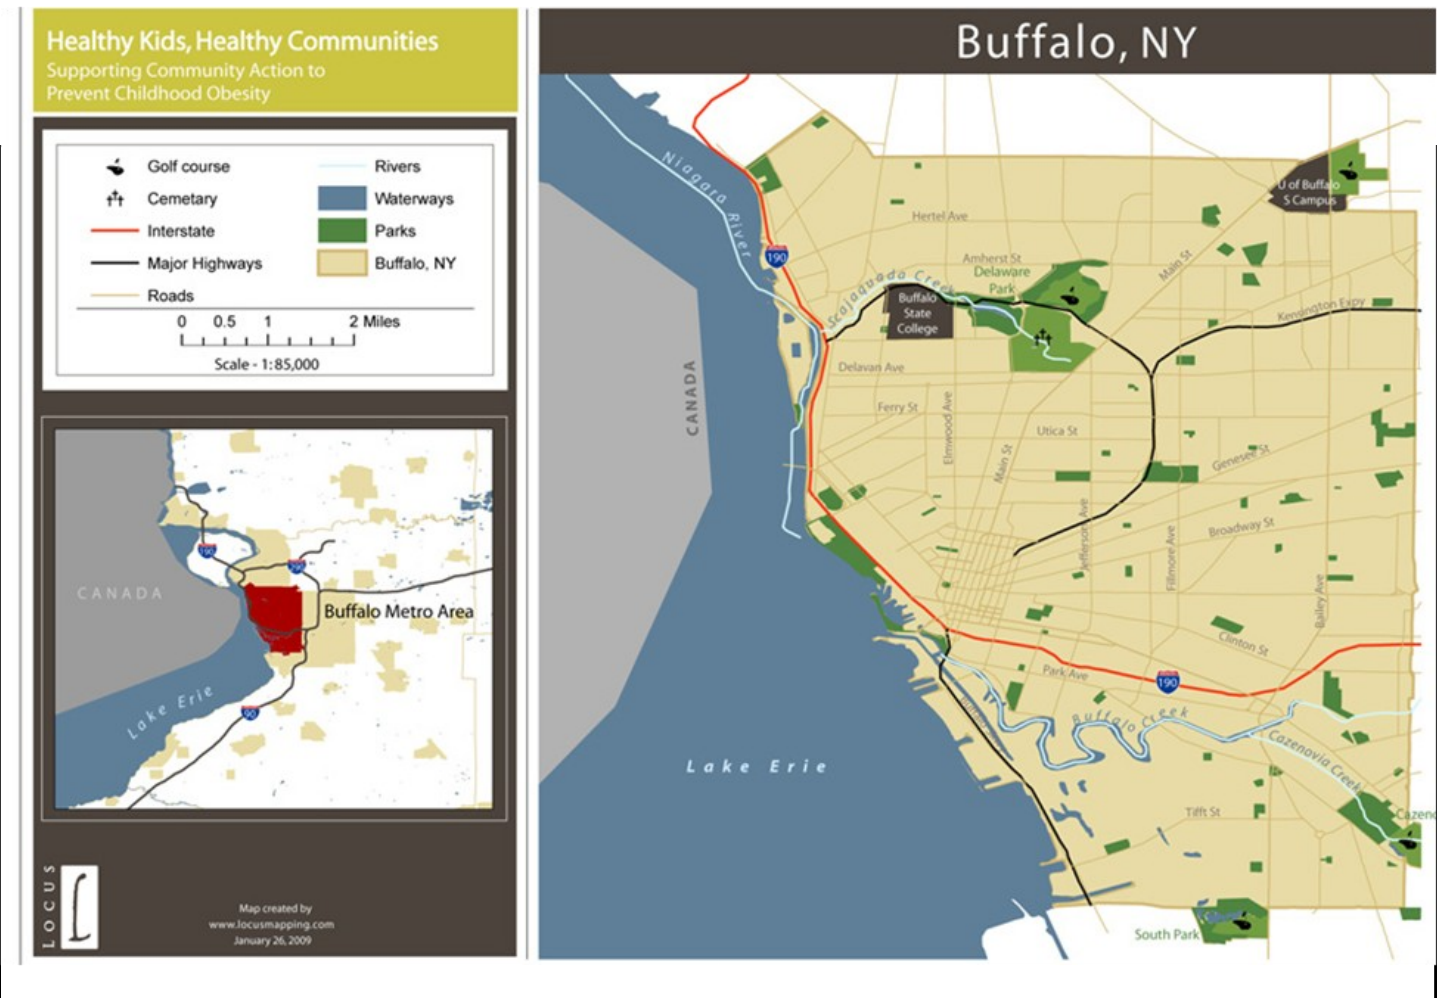 Healthy Kids, Healthy Communities
Supporting Community Action to
Prevent Childhood Obesity
Golf course
Cemetary
Interstate
Major Highways
Roads
Rivers
Waterways
Parks
Buffalo, NY
0 0.5 1 2 Miles
Scale - 1:85,000
190
290
CANADA
Buffalo Metro Area
Lake Erie
90
LOCUS
Map created by
www.locusmapping.com
January 26, 2009
Buffalo, NY
Niagara River
U of Buffalo
S Campus
Hertel Ave
190
Amherst St
Main St
Delaware
Park
Scajaquada Creek
Buffalo
State
College
Kensington Expy
CANADA
Delavan Ave
Ferry St
Elmwood Ave
Utica St
Main St
Genesee St
Jefferson Ave
Broadway St
Fillmore Ave
Bailey Ave
Clinton St
Park Ave
190
Buffalo Creek
Cazenovia Creek
Lake Erie
Tifft St
Cazeno
South Park